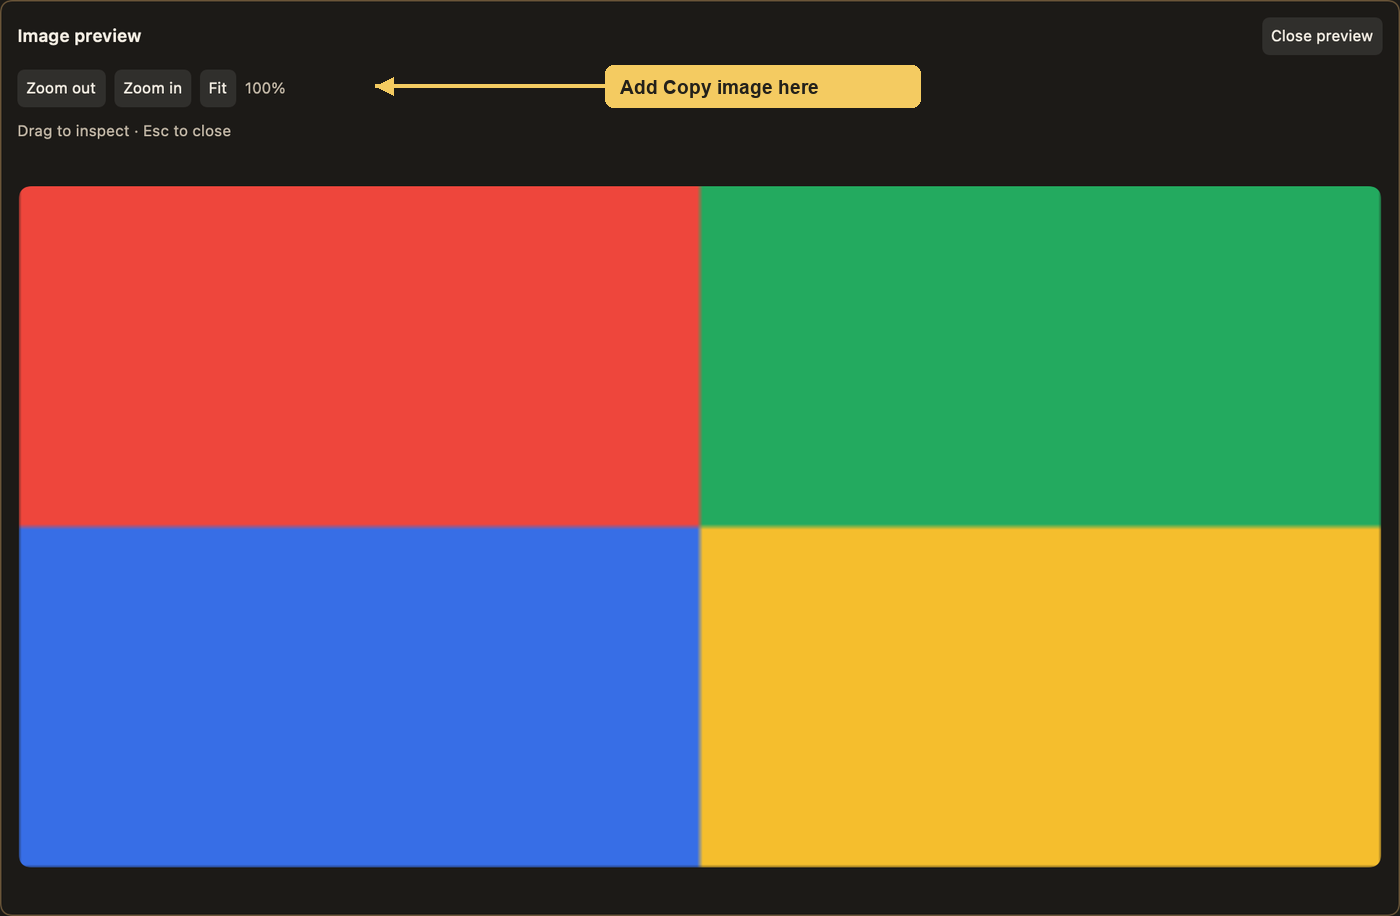 Image preview
Close preview
Zoom out
Zoom in
Fit
100%
Add Copy image here
Drag to inspect · Esc to close